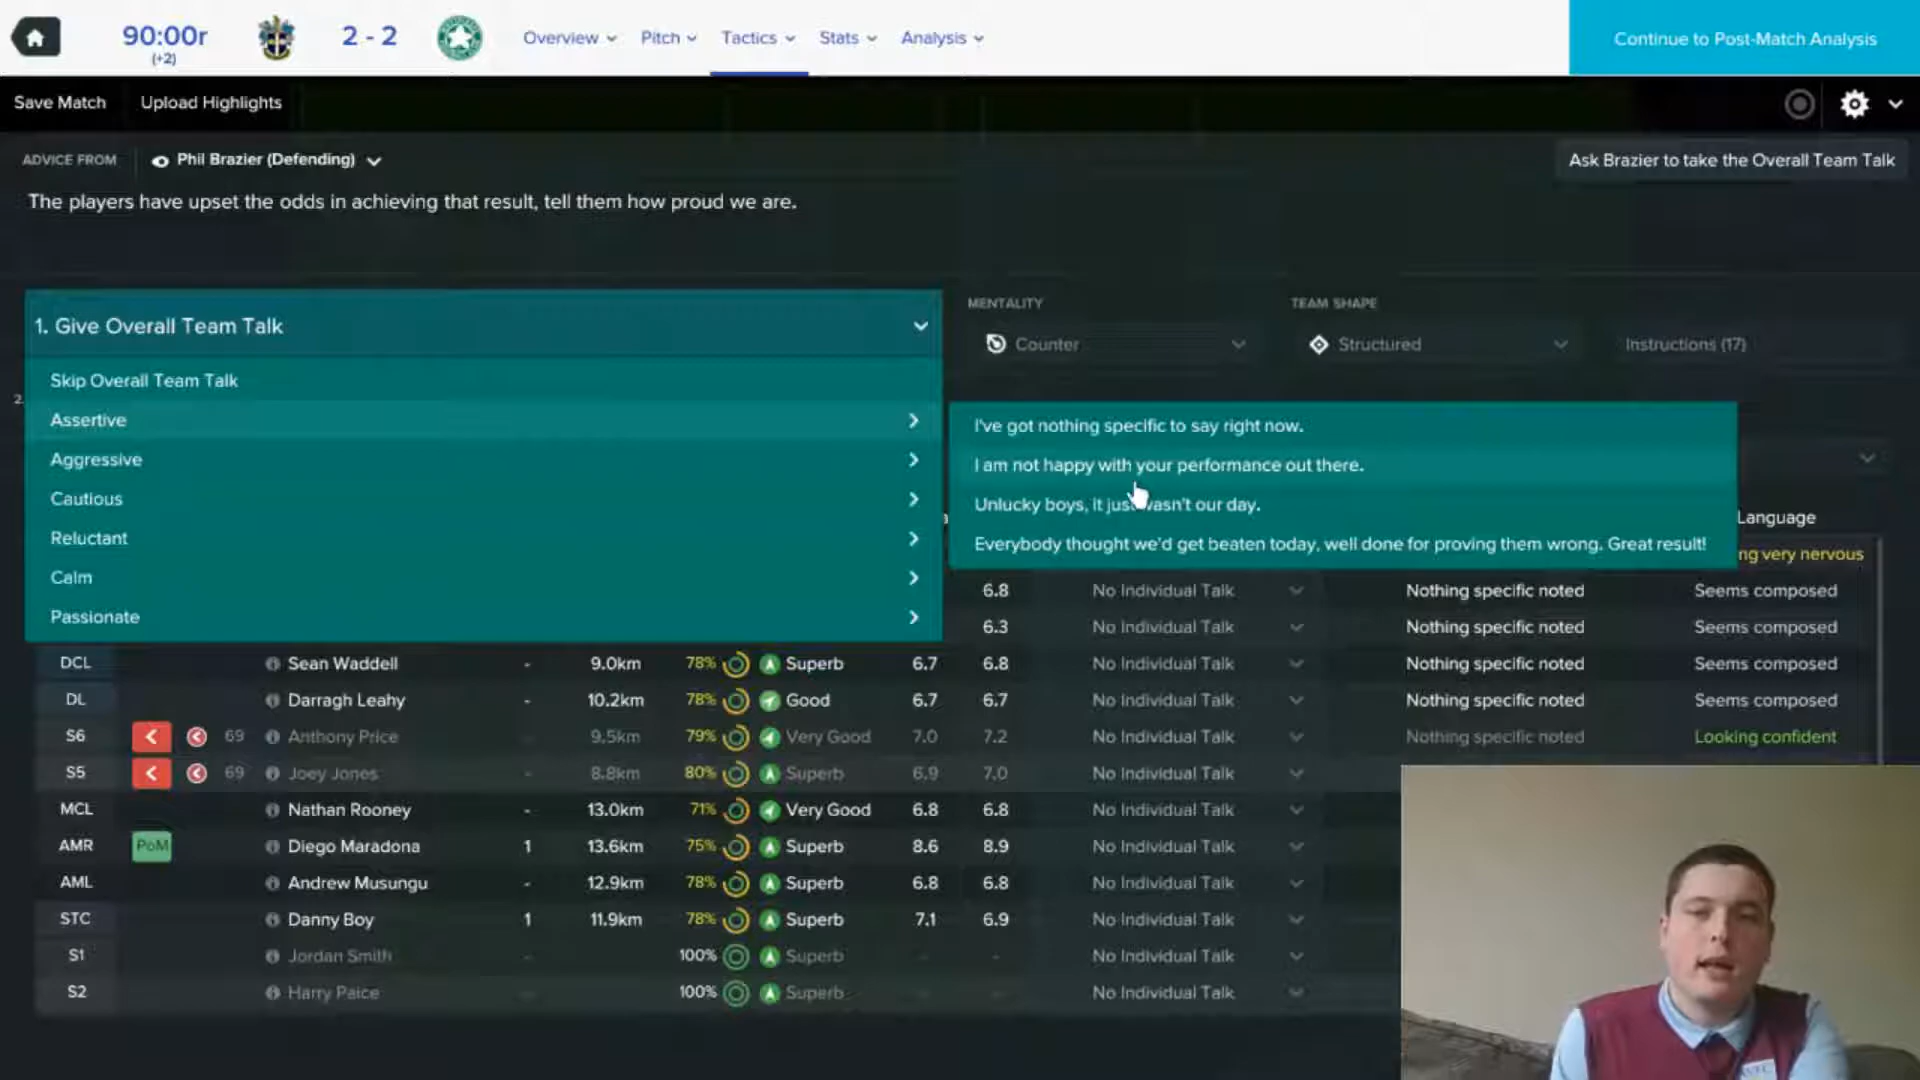 90:00r
(+2)
2 - 2
Overview
Pitch
Tactics
Stats
Analysis
Continue to Post-Match Analysis
Save Match
Upload Highlights
ADVICE FROM
Phil Brazier (Defending)
Ask Brazier to take the Overall Team Talk
The players have upset the odds in achieving that result, tell them how proud we are.
1. Give Overall Team Talk
MENTALITY
Counter
TEAM SHAPE
Structured
Instructions (17)
2.
Skip Overall Team Talk
Assertive
Aggressive
Cautious
Reluctant
Calm
Passionate
I've got nothing specific to say right now.
I am not happy with your performance out there.
Unlucky boys, it just wasn't our day.
Everybody thought we'd get beaten today, well done for proving them wrong. Great result!
Language
very nervous
6.8 No Individual Talk Nothing specific noted Seems composed
6.3 No Individual Talk Nothing specific noted Seems composed
DCL Sean Waddell - 9.0km 78% Superb 6.7 6.8 No Individual Talk Nothing specific noted Seems composed
DL Darragh Leahy - 10.2km 78% Good 6.7 6.7 No Individual Talk Nothing specific noted Seems composed
S6 69 Anthony Price - 9.5km 79% Very Good 7.0 7.2 No Individual Talk Nothing specific noted Looking confident
S5 69 Joey Jones - 8.8km 80% Superb 6.9 7.0 No Individual Talk
MCL Nathan Rooney - 13.0km 71% Very Good 6.8 6.8 No Individual Talk
AMR PoM Diego Maradona 1 13.6km 75% Superb 8.6 8.9 No Individual Talk
AML Andrew Musungu - 12.9km 78% Superb 6.8 6.8 No Individual Talk
STC Danny Boy 1 11.9km 78% Superb 7.1 6.9 No Individual Talk
S1 Jordan Smith - 100% Superb - - No Individual Talk
S2 Harry Paice - 100% Superb - - No Individual Talk